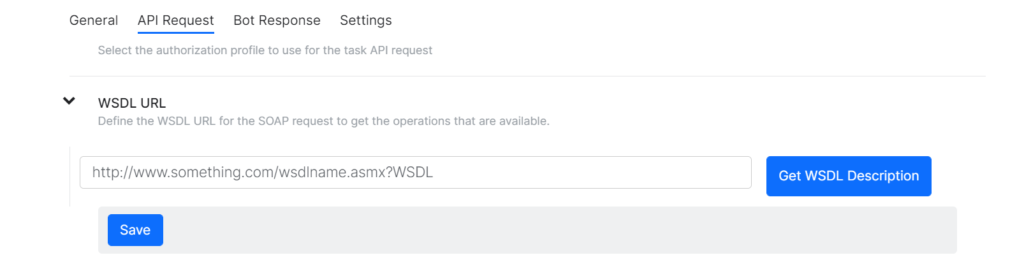 General API Request Bot Response Settings
Select the authorization profile to use for the task API request
WSDL URL
Define the WSDL URL for the SOAP request to get the operations that are available.
http://www.something.com/wsdlname.asmx?WSDL Get WSDL Description
Save